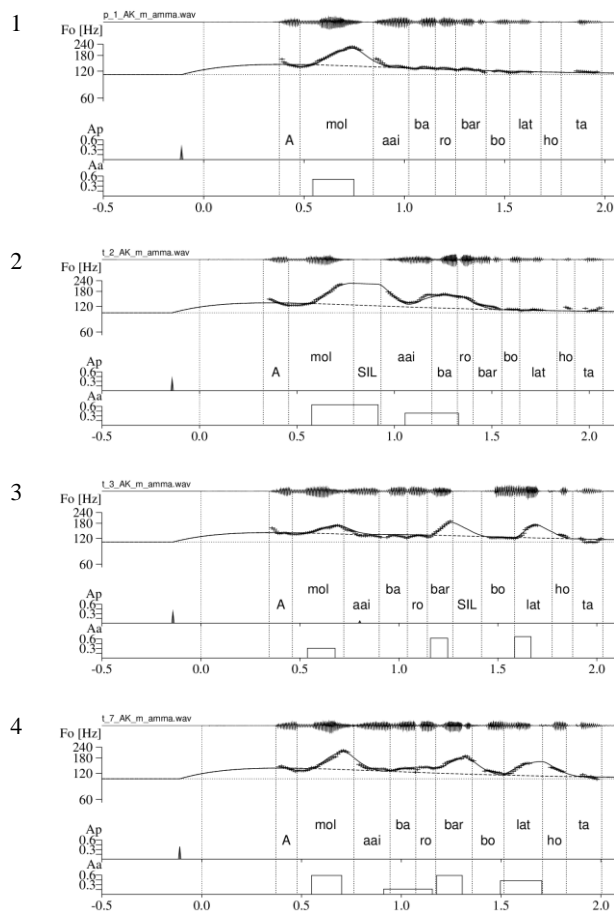 1
p_1_AK_m_amma.wav
Fo [Hz]
240
180
120
60
A mol aai ba ro bar bo lat ho ta
Ap
0.6
0.3
Aa
0.6
0.3
-0.5 0.0 0.5 1.0 1.5 2.0
2
t_2_AK_m_amma.wav
Fo [Hz]
240
180
120
60
A mol SIL aai ba ro bar bo lat ho ta
Ap
0.6
0.3
Aa
0.6
0.3
-0.5 0.0 0.5 1.0 1.5 2.0
3
t_3_AK_m_amma.wav
Fo [Hz]
240
180
120
60
A mol aai ba ro bar SIL bo lat ho ta
Ap
0.6
0.3
Aa
0.6
0.3
-0.5 0.0 0.5 1.0 1.5 2.0
4
t_7_AK_m_amma.wav
Fo [Hz]
240
180
120
60
A mol aai ba ro bar bo lat ho ta
Ap
0.6
0.3
Aa
0.6
0.3
-0.5 0.0 0.5 1.0 1.5 2.0